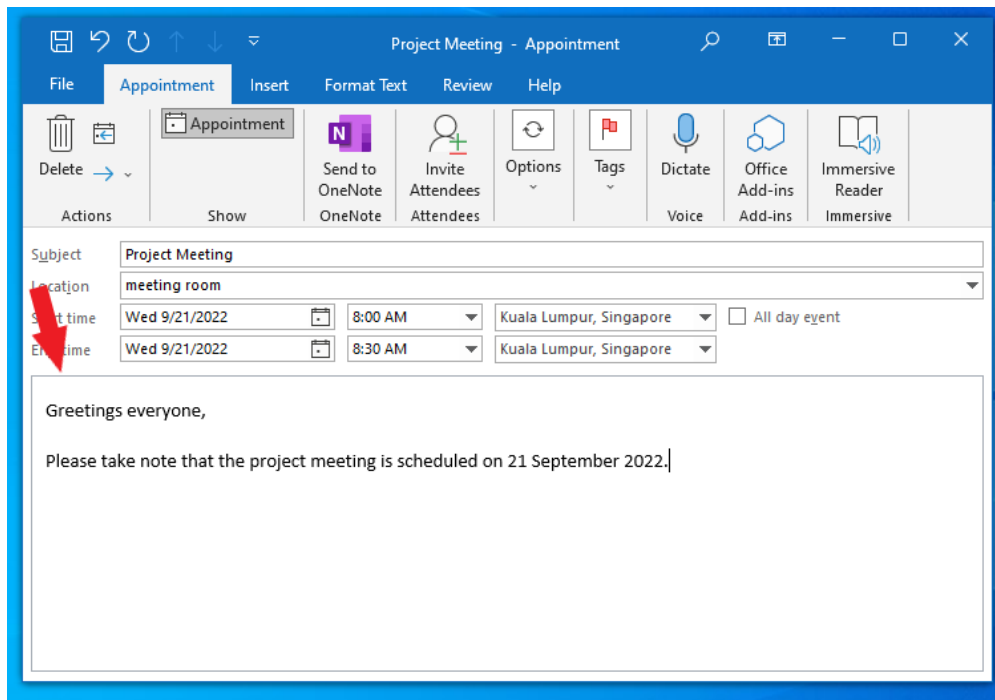 Project Meeting - Appointment
File Appointment Insert Format Text Review Help
Appointment
Delete
Send to OneNote
Invite Attendees
Options
Tags
Dictate
Office Add-ins
Immersive Reader
Actions Show OneNote Attendees Voice Add-ins Immersive
Subject Project Meeting
meeting room
Wed 9/21/2022 8:00 AM Kuala Lumpur, Singapore All day event
time Wed 9/21/2022 8:30 AM Kuala Lumpur, Singapore
Greetings everyone,
Please take note that the project meeting is scheduled on 21 September 2022.